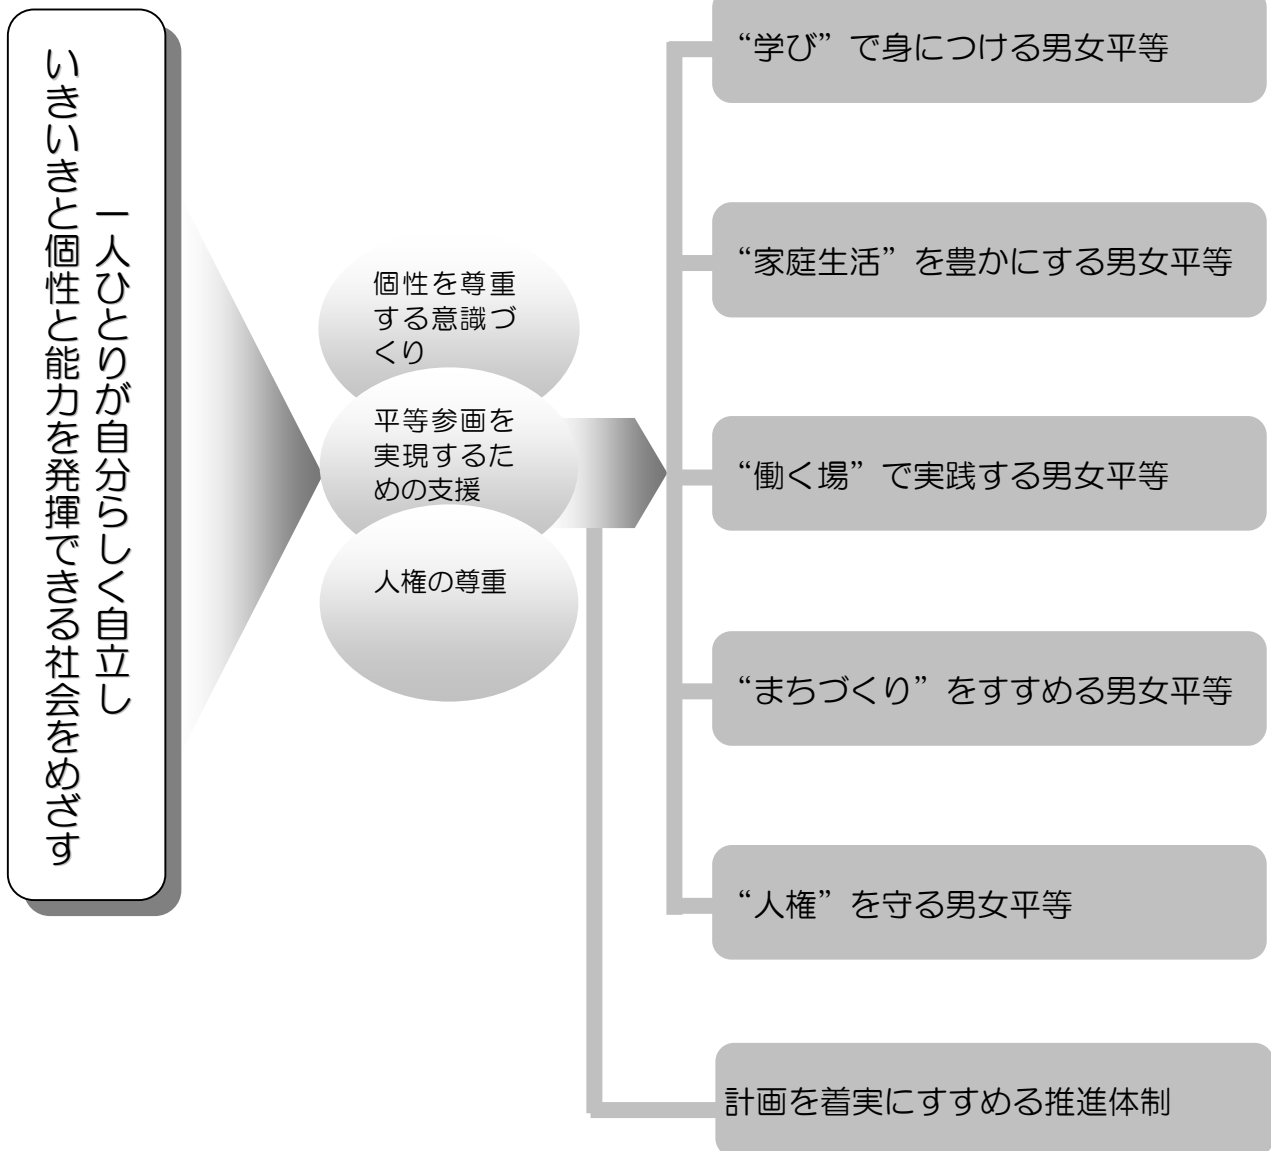 一人ひとりが自分らしく自立し
いきいきと個性と能力を発揮できる社会をめざす
個性を尊重
する意識づ
くり
平等参画を
実現するた
めの支援
人権の尊重
“学び”で身につける男女平等
“家庭生活”を豊かにする男女平等
“働く場”で実践する男女平等
“まちづくり”をすすめる男女平等
“人権”を守る男女平等
計画を着実にすすめる推進体制